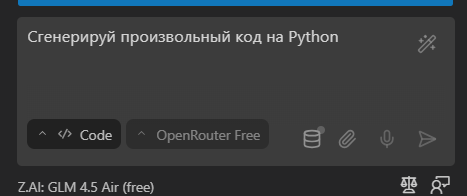 Сгенерируй произвольный код на Python
</> Code
OpenRouter Free
Z.AI: GLM 4.5 Air (free)